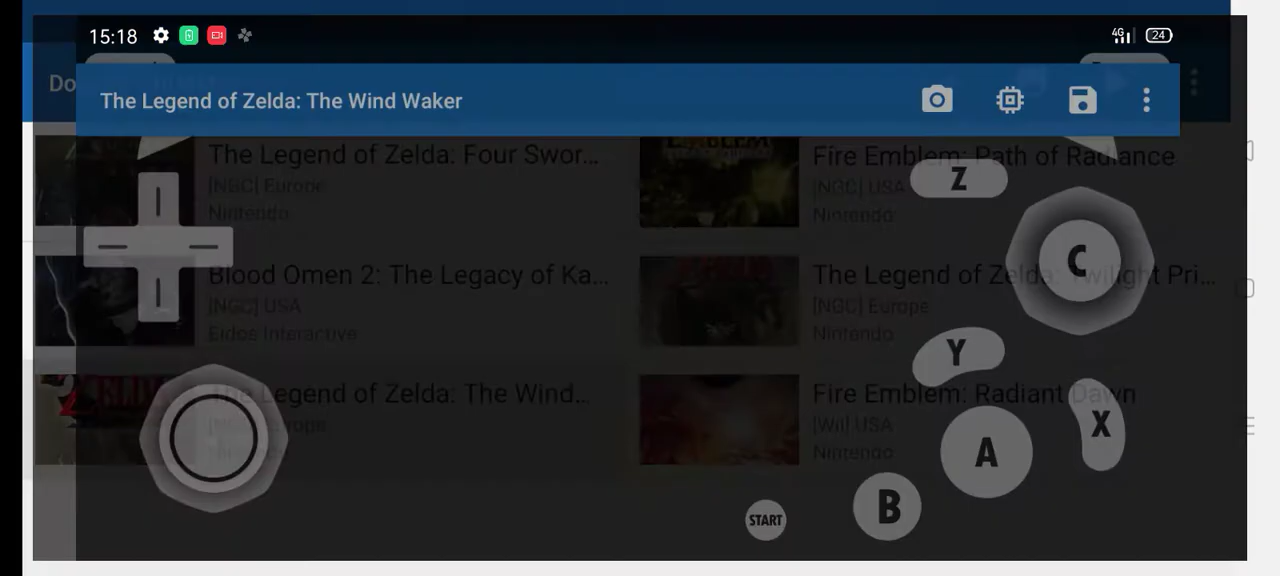 15:18
4G
24
Do
The Legend of Zelda: The Wind Waker
The Legend of Zelda: Four Swor...
[NGC] Europe
Nintendo
Fire Emblem: Path of Radiance
[NGC] USA
Nintendo
Z
C
Blood Omen 2: The Legacy of Ka...
[NGC] USA
Eidos Interactive
The Legend of Zelda: Twilight Pri...
[NGC] Europe
Nintendo
Y
The Legend of Zelda: The Wind...
Fire Emblem: Radiant Dawn
[Wii] USA
Nintendo
X
A
B
START